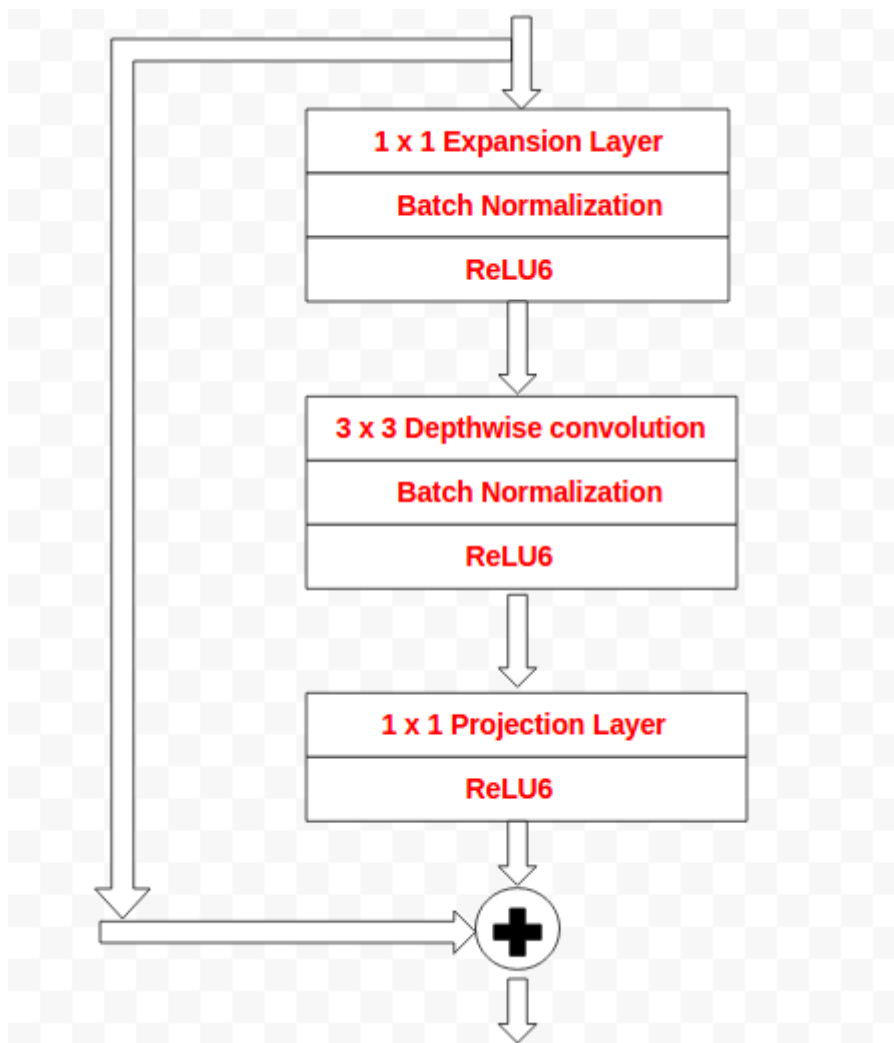 1 x 1 Expansion Layer
Batch Normalization
ReLU6
3 x 3 Depthwise convolution
Batch Normalization
ReLU6
1 x 1 Projection Layer
ReLU6